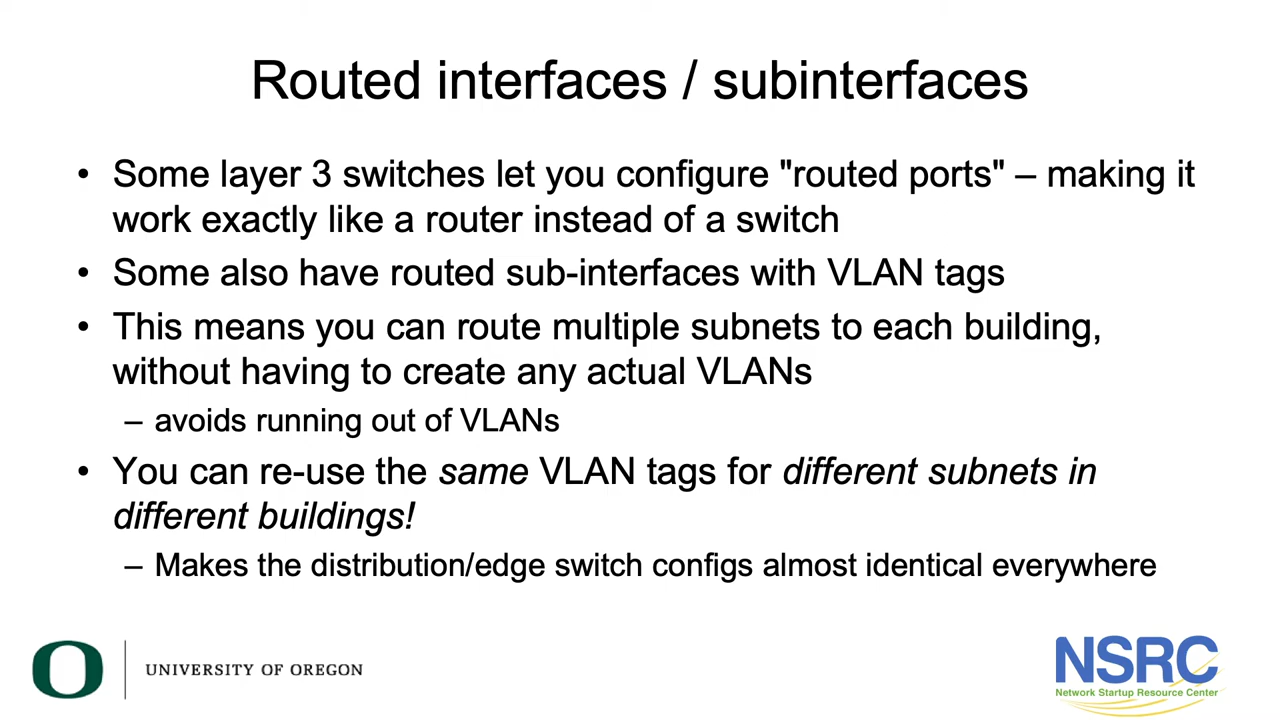 Routed interfaces / subinterfaces
• Some layer 3 switches let you configure "routed ports" – making it
work exactly like a router instead of a switch
• Some also have routed sub-interfaces with VLAN tags
• This means you can route multiple subnets to each building,
without having to create any actual VLANs
– avoids running out of VLANs
• You can re-use the same VLAN tags for different subnets in
different buildings!
– Makes the distribution/edge switch configs almost identical everywhere
O
UNIVERSITY OF OREGON
NSRC
Network Startup Resource Center